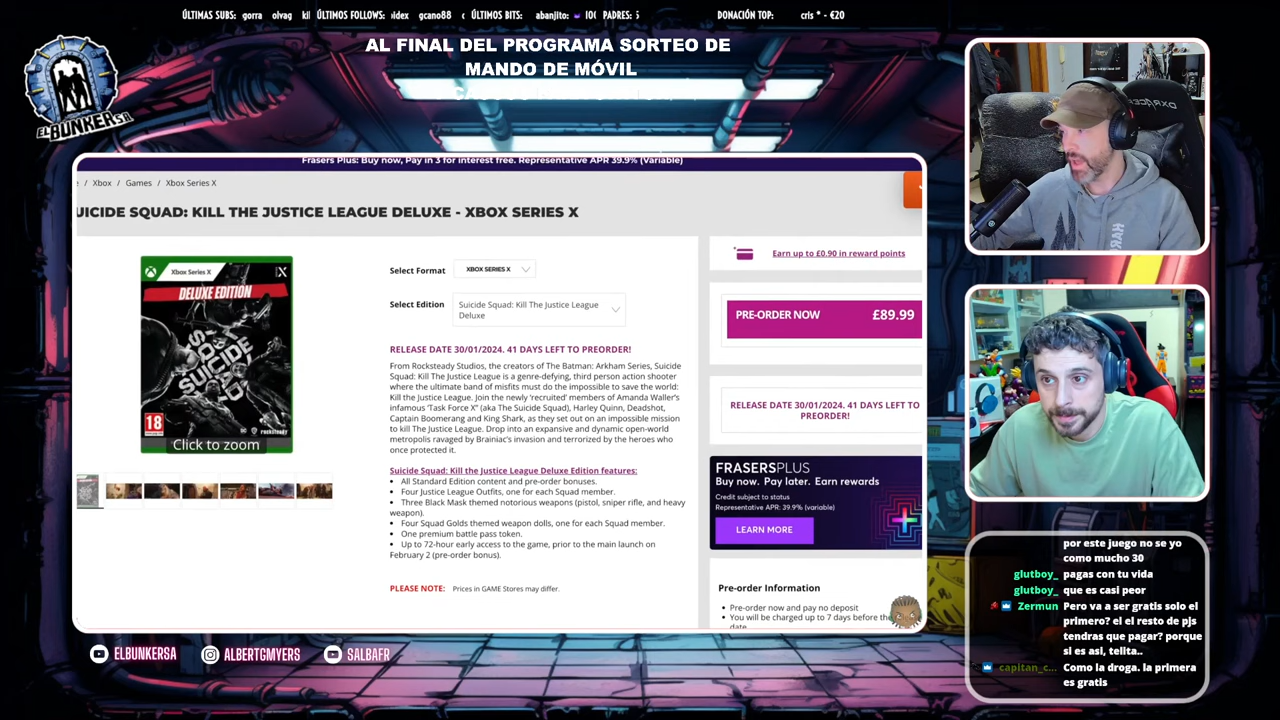 ÚLTIMAS SUBS: gorra olvag
ÚLTIMOS FOLLOWS: gcano88
ÚLTIMOS BITS: abanjito:
PADRES:
DONACIÓN TOP: cris * - €20
AL FINAL DEL PROGRAMA SORTEO DE
MANDO DE MÓVIL
ELBUNKERSA
Frasers Plus: Buy now, Pay in 3 for interest free. Representative APR 39.9% (Variable)
/ Xbox / Games / Xbox Series X
UICIDE SQUAD: KILL THE JUSTICE LEAGUE DELUXE - XBOX SERIES X
Xbox Series X
DELUXE EDITION
SUICIDE SQUAD
18
rocksteady
Click to zoom
Select Format XBOX SERIES X
Select Edition Suicide Squad: Kill The Justice League
Deluxe
RELEASE DATE 30/01/2024. 41 DAYS LEFT TO PREORDER!
From Rocksteady Studios, the creators of The Batman: Arkham Series, Suicide
Squad: Kill The Justice League is a genre-defying, third person action shooter
where the ultimate band of misfits must do the impossible to save the world:
Kill the Justice League. Join the newly 'recruited' members of Amanda Waller's
infamous 'Task Force X" (aka The Suicide Squad), Harley Quinn, Deadshot,
Captain Boomerang and King Shark, as they set out on an impossible mission
to kill The Justice League. Drop into an expansive and dynamic open-world
metropolis ravaged by Brainiac's invasion and terrorized by the heroes who
once protected it.
Suicide Squad: Kill the Justice League Deluxe Edition features:
• All Standard Edition content and pre-order bonuses.
• Four Justice League Outfits, one for each Squad member.
• Three Black Mask themed notorious weapons (pistol, sniper rifle, and heavy
weapon).
• Four Squad Golds themed weapon dolls, one for each Squad member.
• One premium battle pass token.
• Up to 72-hour early access to the game, prior to the main launch on
February 2 (pre-order bonus).
PLEASE NOTE: Prices in GAME Stores may differ.
Earn up to £0.90 in reward points
PRE-ORDER NOW £89.99
RELEASE DATE 30/01/2024. 41 DAYS LEFT TO
PREORDER!
FRASERSPLUS
Buy now. Pay later. Earn rewards
Credit subject to status
Representative APR: 39.9% (variable)
LEARN MORE
Pre-order Information
• Pre-order now and pay no deposit
• You will be charged up to 7 days before the
date
DXRACER
por este juego no se yo
como mucho 30
glutboy_ pagas con tu vida
glutboy_ que es casi peor
Zermun Pero va a ser gratis solo el
primero? el el resto de pjs
tendras que pagar? porque
si es asi, telita..
capitan_c... Como la droga. la primera
es gratis
ELBUNKERSA
ALBERTGMYERS
SALBAFR